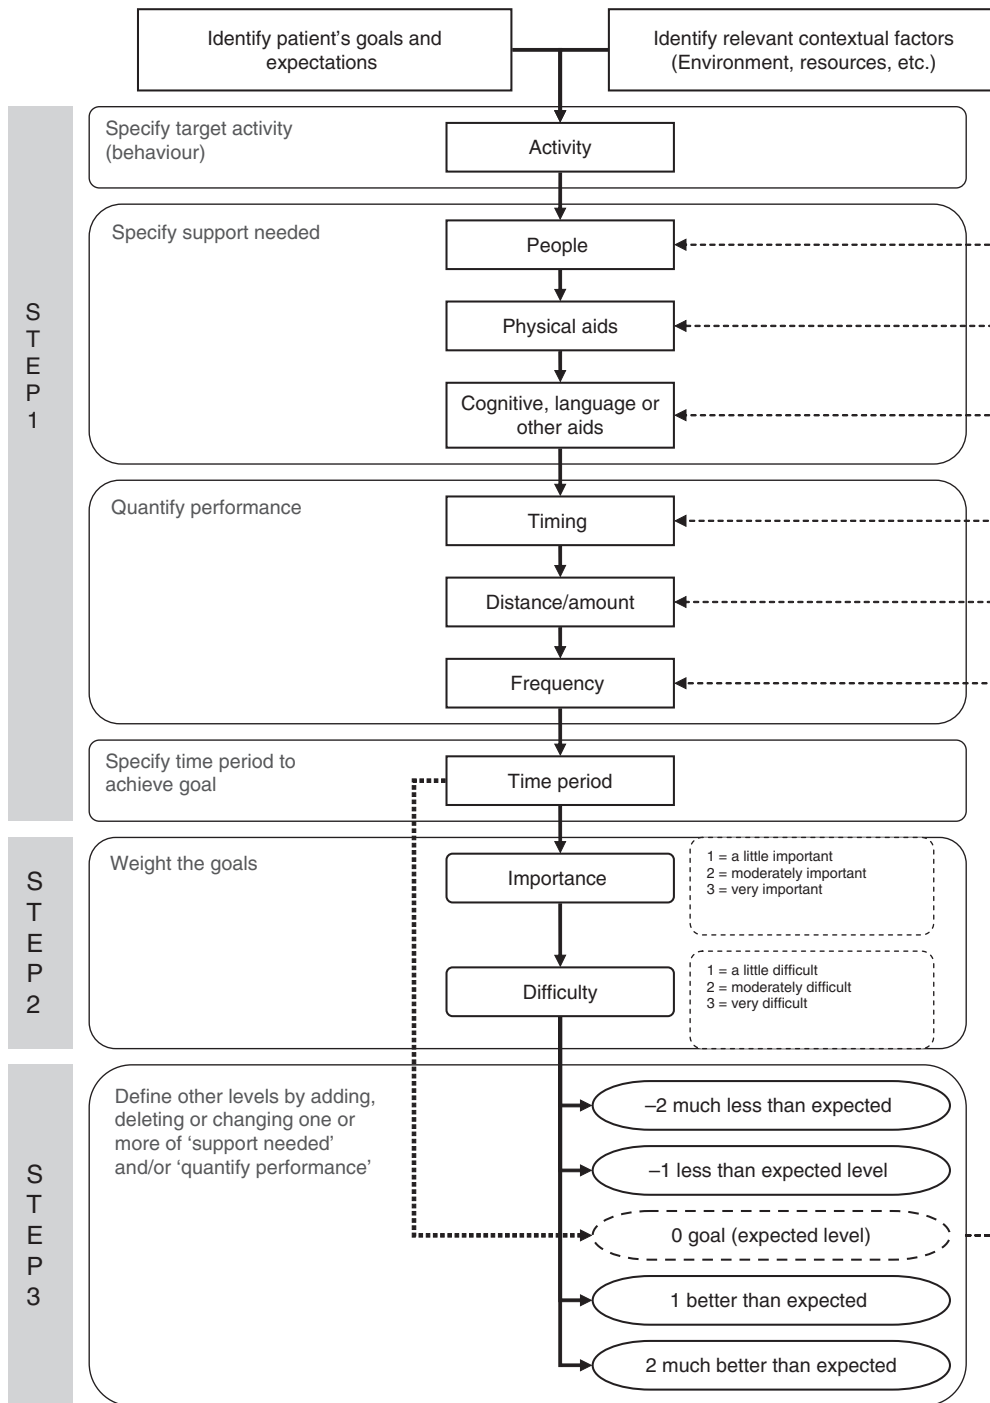 Identify patient's goals and
expectations
Identify relevant contextual factors
(Environment, resources, etc.)
STEP 1
Specify target activity
(behaviour)
Activity
Specify support needed
People
Physical aids
Cognitive, language or
other aids
Quantify performance
Timing
Distance/amount
Frequency
Specify time period to
achieve goal
Time period
STEP 2
Weight the goals
Importance
1 = a little important
2 = moderately important
3 = very important
Difficulty
1 = a little difficult
2 = moderately difficult
3 = very difficult
STEP 3
Define other levels by adding,
deleting or changing one or
more of ‘support needed’
and/or ‘quantify performance’
–2 much less than expected
–1 less than expected level
0 goal (expected level)
1 better than expected
2 much better than expected